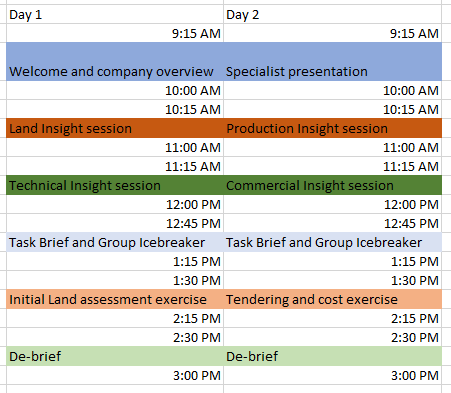 Day 1 Day 2
9:15 AM 9:15 AM
Welcome and company overview Specialist presentation
10:00 AM 10:00 AM
10:15 AM 10:15 AM
Land Insight session Production Insight session
11:00 AM 11:00 AM
11:15 AM 11:15 AM
Technical Insight session Commercial Insight session
12:00 PM 12:00 PM
12:45 PM 12:45 PM
Task Brief and Group Icebreaker Task Brief and Group Icebreaker
1:15 PM 1:15 PM
1:30 PM 1:30 PM
Initial Land assessment exercise Tendering and cost exercise
2:15 PM 2:15 PM
2:30 PM 2:30 PM
De-brief De-brief
3:00 PM 3:00 PM